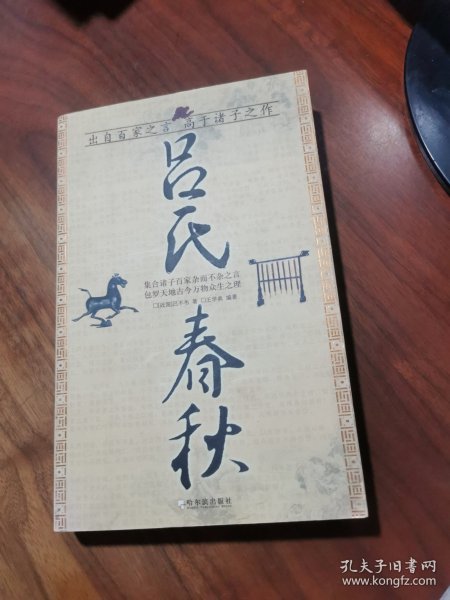 出自百家之言 高于诸子之作
吕氏
集合诸子百家杂而不杂之言
包罗天地古今万物众生之理
吕不韦 著 □王学典 编著
春秋
哈尔滨出版社
孔夫子旧书网
www.kongfz.com